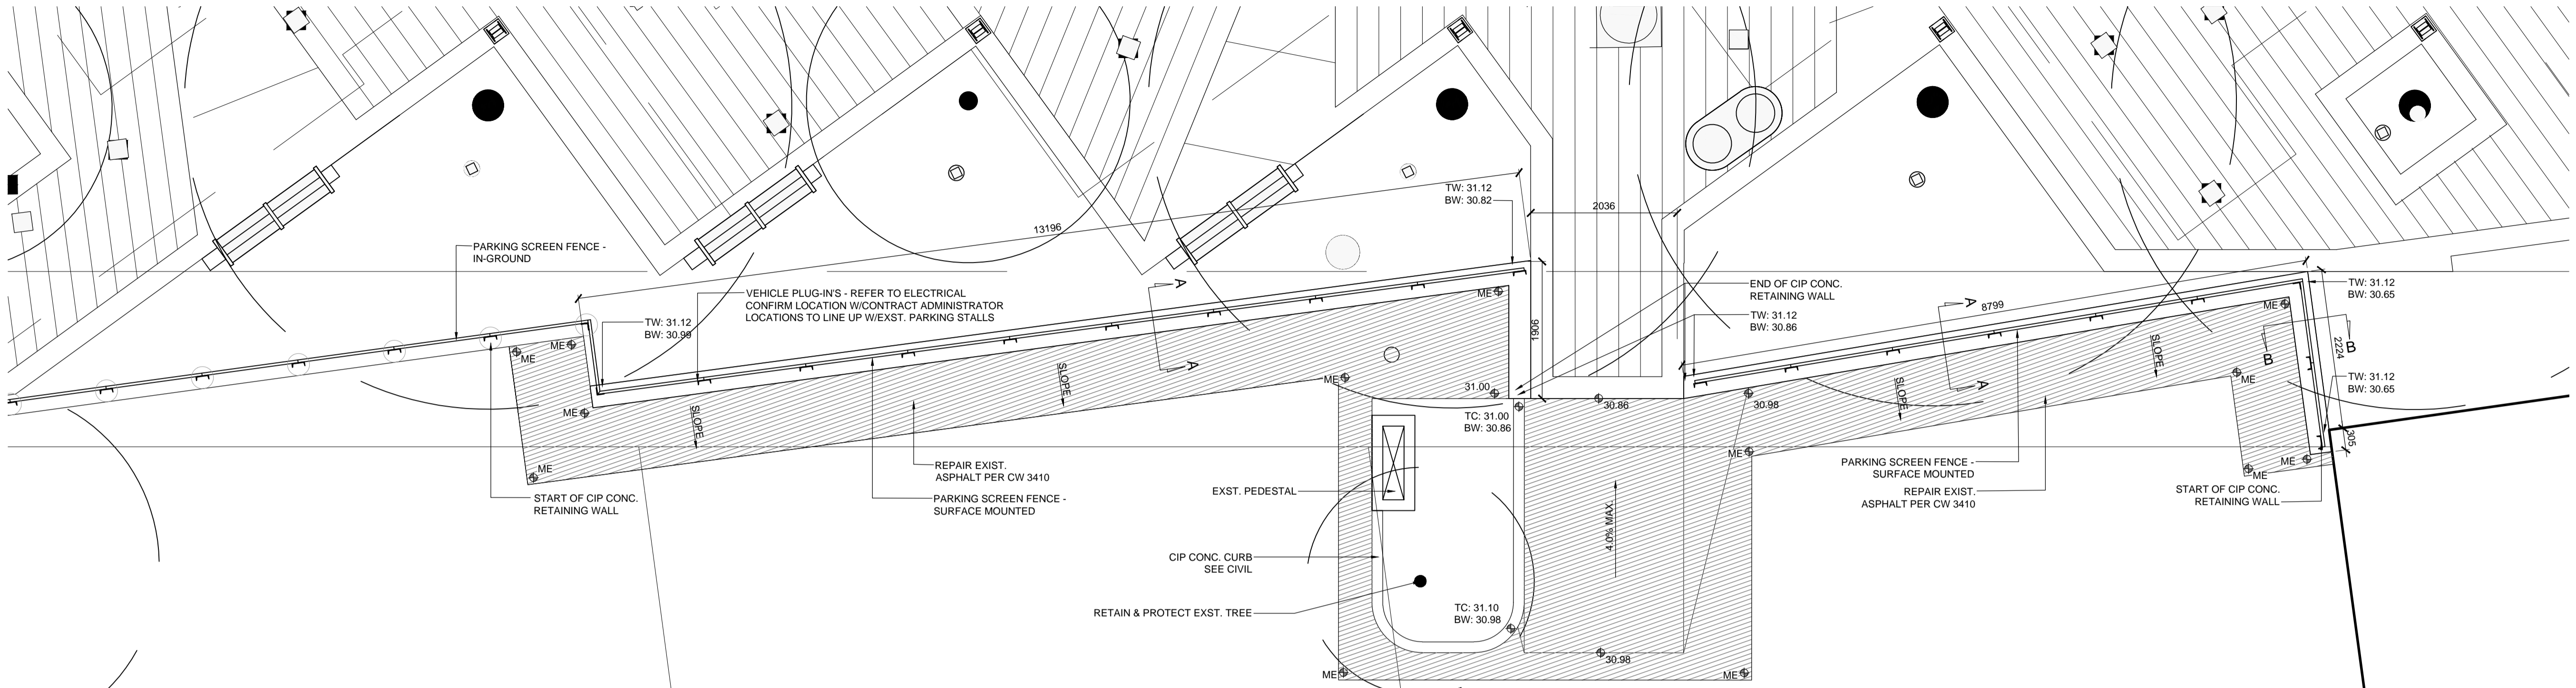 TW: 31.12
BW: 30.82
2036
13196
PARKING SCREEN FENCE -
IN-GROUND
VEHICLE PLUG-IN'S - REFER TO ELECTRICAL
CONFIRM LOCATION W/CONTRACT ADMINISTRATOR
LOCATIONS TO LINE UP W/EXST. PARKING STALLS
TW: 31.12
BW: 30.99
A
A
ME
1906
END OF CIP CONC.
RETAINING WALL
TW: 31.12
BW: 30.86
A
8799
A
TW: 31.12
BW: 30.65
ME
B
B
2224
ME
ME
ME
ME
SLOPE
SLOPE
ME
31.00
TC: 31.00
BW: 30.86
30.86
30.98
SLOPE
SLOPE
ME
TW: 31.12
BW: 30.65
305
ME
START OF CIP CONC.
RETAINING WALL
REPAIR EXIST.
ASPHALT PER CW 3410
PARKING SCREEN FENCE -
SURFACE MOUNTED
EXST. PEDESTAL
CIP CONC. CURB
SEE CIVIL
RETAIN & PROTECT EXST. TREE
TC: 31.10
BW: 30.98
4.0% MAX.
30.98
ME
ME
ME
PARKING SCREEN FENCE -
SURFACE MOUNTED
REPAIR EXIST.
ASPHALT PER CW 3410
START OF CIP CONC.
RETAINING WALL
ME
ME